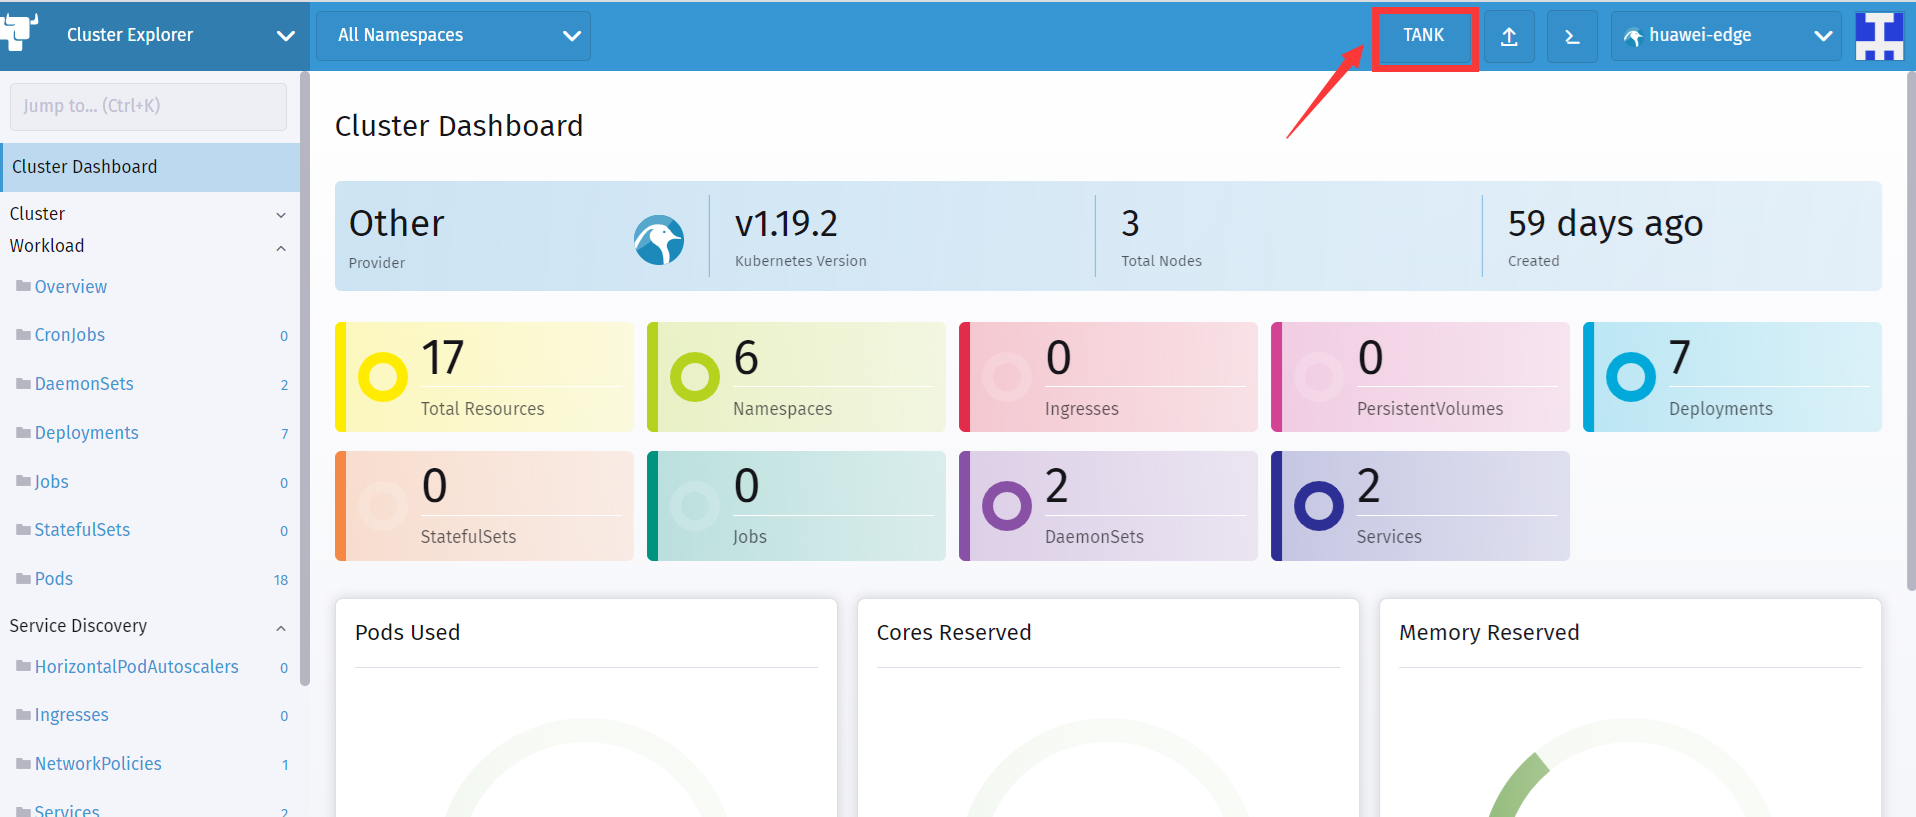 Cluster Explorer
All Namespaces
TANK
huawei-edge
Jump to... (Ctrl+K)
Cluster Dashboard
Cluster
Workload
Overview
CronJobs 0
DaemonSets 2
Deployments 7
Jobs 0
StatefulSets 0
Pods 18
Service Discovery
HorizontalPodAutoscalers 0
Ingresses 0
NetworkPolicies 1
Services 2
Cluster Dashboard
Other
Provider
v1.19.2
Kubernetes Version
3
Total Nodes
59 days ago
Created
17
Total Resources
6
Namespaces
0
Ingresses
0
PersistentVolumes
7
Deployments
0
StatefulSets
0
Jobs
2
DaemonSets
2
Services
Pods Used
Cores Reserved
Memory Reserved